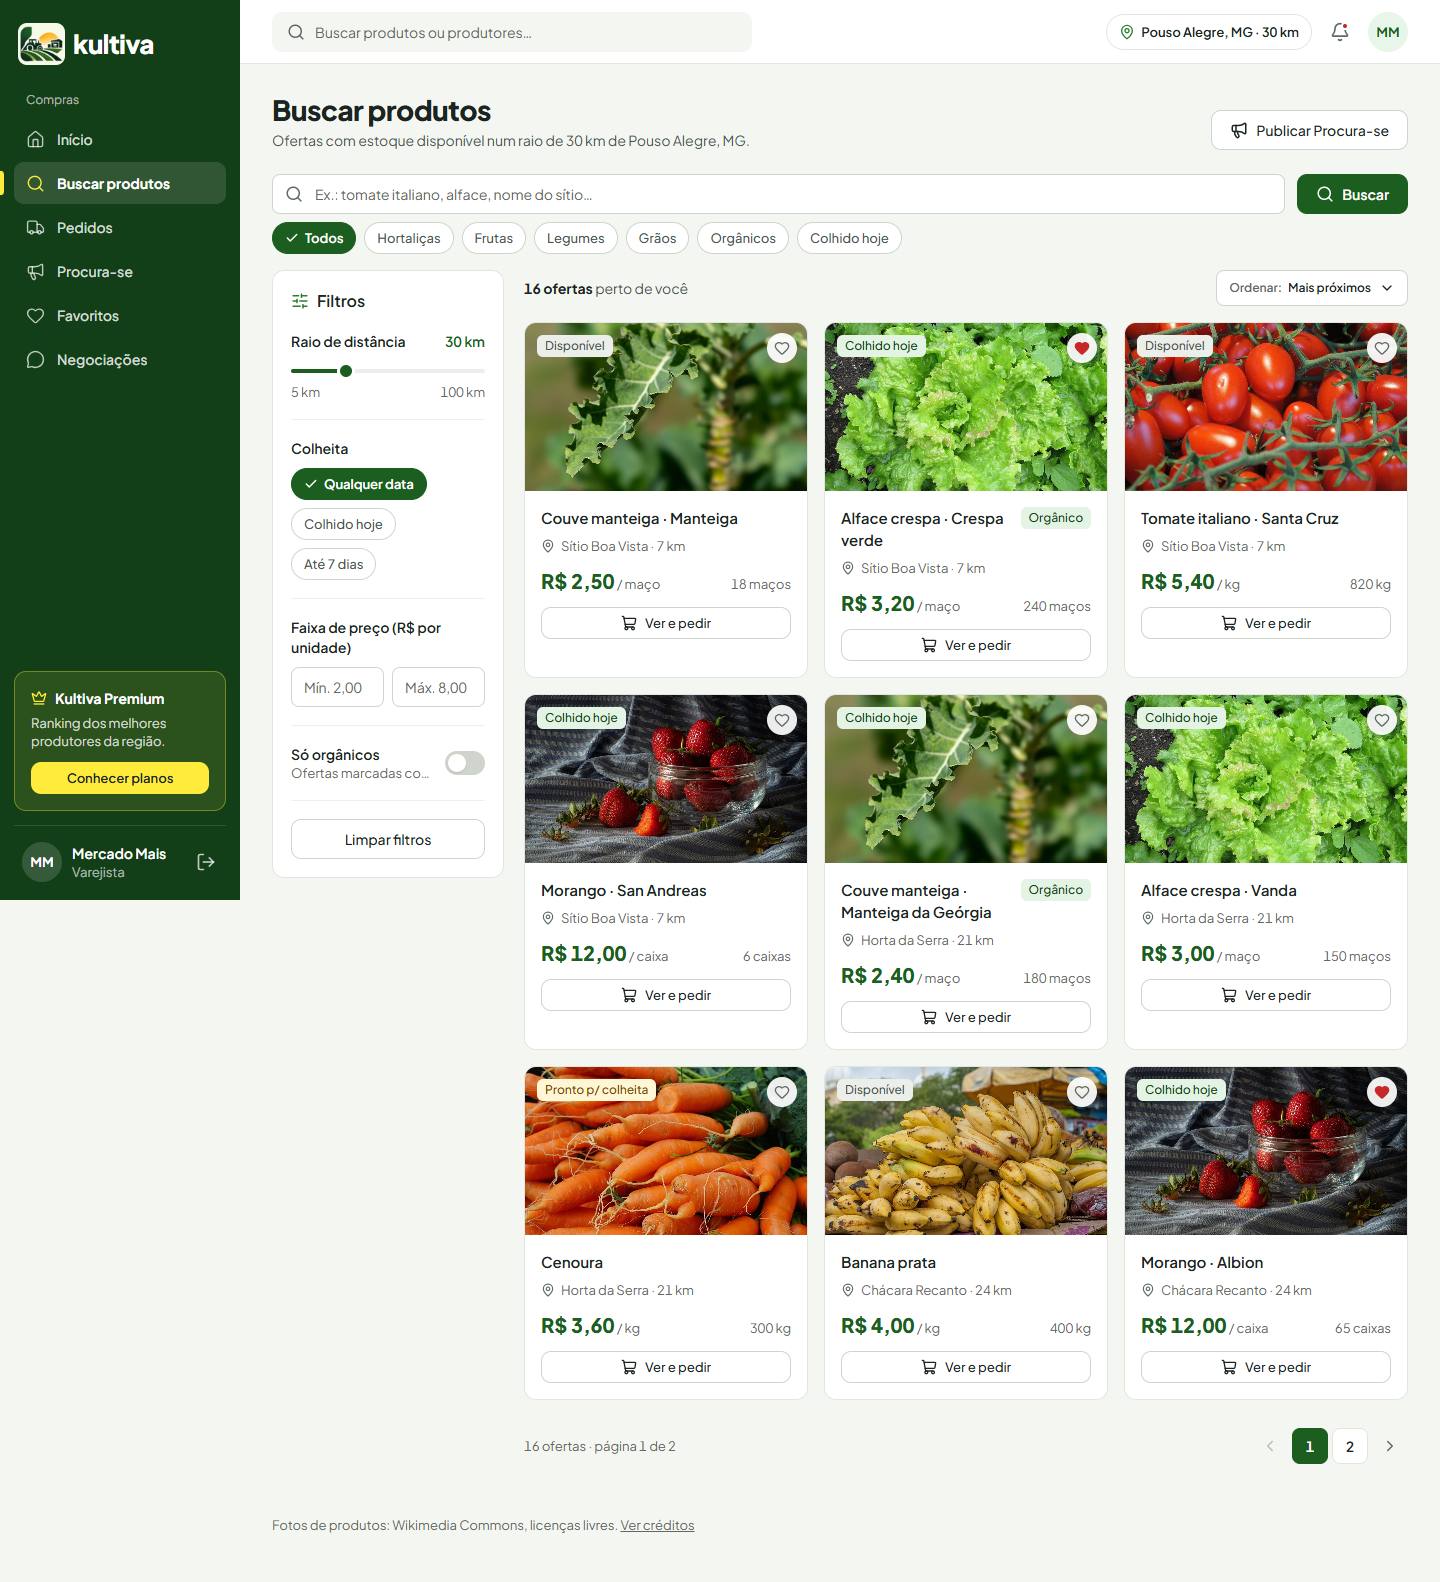 kultiva
Compras
Início
Buscar produtos
Pedidos
Procura-se
Favoritos
Negociações
Kultiva Premium
Ranking dos melhores
produtores da região.
Conhecer planos
MM
Mercado Mais
Varejista
Buscar produtos ou produtores…
Pouso Alegre, MG · 30 km
MM
Buscar produtos
Ofertas com estoque disponível num raio de 30 km de Pouso Alegre, MG.
Publicar Procura-se
Ex.: tomate italiano, alface, nome do sítio…
Buscar
Todos
Hortaliças
Frutas
Legumes
Grãos
Orgânicos
Colhido hoje
Filtros
Raio de distância
30 km
5 km
100 km
Colheita
Qualquer data
Colhido hoje
Até 7 dias
Faixa de preço (R$ por
unidade)
Mín. 2,00
Máx. 8,00
Só orgânicos
Ofertas marcadas co…
Limpar filtros
16 ofertas perto de você
Ordenar: Mais próximos
Disponível
Couve manteiga · Manteiga
Sítio Boa Vista · 7 km
R$ 2,50 / maço
18 maços
Ver e pedir
Colhido hoje
Alface crespa · Crespa
verde
Orgânico
Sítio Boa Vista · 7 km
R$ 3,20 / maço
240 maços
Ver e pedir
Disponível
Tomate italiano · Santa Cruz
Sítio Boa Vista · 7 km
R$ 5,40 / kg
820 kg
Ver e pedir
Colhido hoje
Morango · San Andreas
Sítio Boa Vista · 7 km
R$ 12,00 / caixa
6 caixas
Ver e pedir
Colhido hoje
Couve manteiga ·
Manteiga da Geórgia
Orgânico
Horta da Serra · 21 km
R$ 2,40 / maço
180 maços
Ver e pedir
Colhido hoje
Alface crespa · Vanda
Horta da Serra · 21 km
R$ 3,00 / maço
150 maços
Ver e pedir
Pronto p/ colheita
Cenoura
Horta da Serra · 21 km
R$ 3,60 / kg
300 kg
Ver e pedir
Disponível
Banana prata
Chácara Recanto · 24 km
R$ 4,00 / kg
400 kg
Ver e pedir
Colhido hoje
Morango · Albion
Chácara Recanto · 24 km
R$ 12,00 / caixa
65 caixas
Ver e pedir
16 ofertas · página 1 de 2
1
2
Fotos de produtos: Wikimedia Commons, licenças livres. Ver créditos